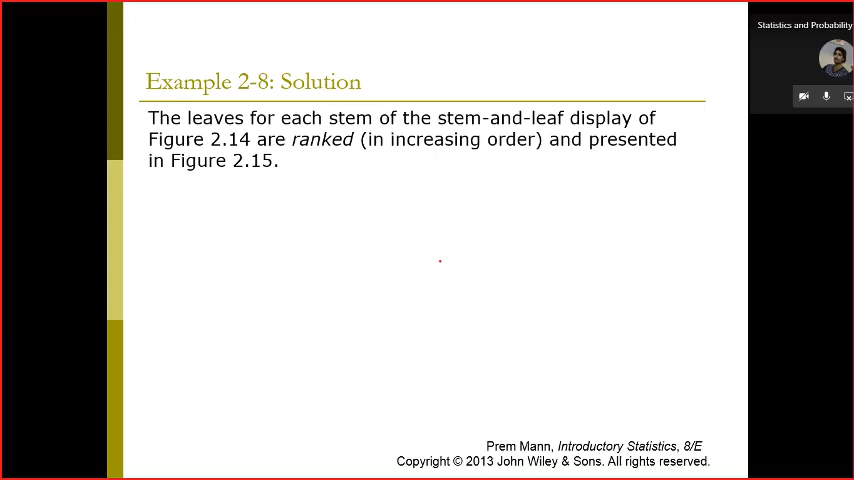 Statistics and Probability
Example 2-8: Solution
The leaves for each stem of the stem-and-leaf display of
Figure 2.14 are ranked (in increasing order) and presented
in Figure 2.15.
Prem Mann, Introductory Statistics, 8/E
Copyright © 2013 John Wiley & Sons. All rights reserved.